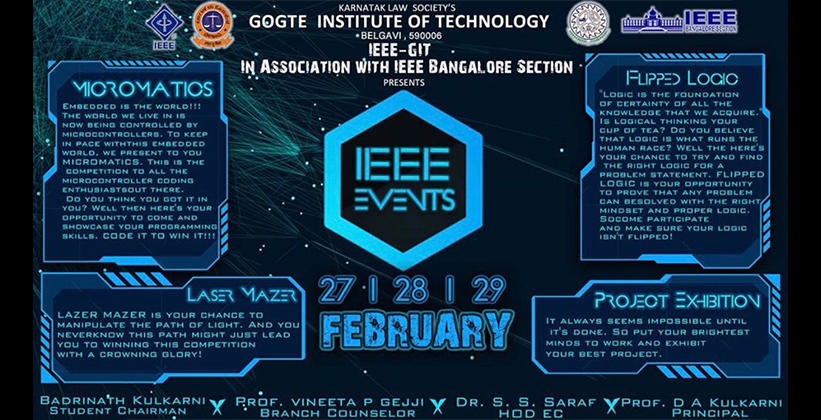 KARNATAK LAW SOCIETY'S
GOGTE INSTITUTE OF TECHNOLOGY
BELGAVI , 590006
IEEE-GIT
IN ASSOCIATION WITH IEEE BANGALORE SECTION
PRESENTS
IEEE
IEEE
BANGALORE SECTION
MICROMATICS
EMBEDDED IS THE WORLD!!!
THE WORLD WE LIVE IN IS
NOW BEING CONTROLLED BY
MICROCONTROLLERS. TO KEEP
IN PACE WITHTHIS EMBEDDED
WORLD, WE PRESENT TO YOU
MICROMATICS. THIS IS THE
COMPETITION TO ALL THE
MICROCONTROLLER CODING
ENTHUSIASTSOUT THERE.
DO YOU THINK YOU GOT IT IN
YOU? WELL THEN HERE'S YOUR
OPPORTUNITY TO COME AND
SHOWCASE YOUR PROGRAMMING
SKILLS. CODE IT TO WIN IT!!!
IEEE
EVENTS
FLIPPED LOGIC
"LOGIC IS THE FOUNDATION
OF CERTAINTY OF ALL THE
KNOWLEDGE THAT WE ACQUIRE."
IS LOGICAL THINKING YOUR
CUP OF TEA? DO YOU BELIEVE
THAT LOGIC IS WHAT RUNS THE
HUMAN RACE? WELL THE HERE'S
YOUR CHANCE TO TRY AND FIND
THE RIGHT LOGIC FOR A
PROBLEM STATEMENT. FLIPPED
LOGIC IS YOUR OPPORTUNITY
TO PROVE THAT ANY PROBLEM
CAN BESOLVED WITH THE RIGHT
MINDSET AND PROPER LOGIC.
SOCOME PARTICIPATE
AND MAKE SURE YOUR LOGIC
ISN'T FLIPPED!
LASER MAZER
LAZER MAZER IS YOUR CHANCE TO
MANIPULATE THE PATH OF LIGHT. AND YOU
NEVERKNOW THIS PATH MIGHT JUST LEAD
YOU TO WINNING THIS COMPETITION
WITH A CROWNING GLORY!
27 | 28 | 29
FEBRUARY
PROJECT EXHIBITION
IT ALWAYS SEEMS IMPOSSIBLE UNTIL
IT'S DONE. SO PUT YOUR BRIGHTEST
MINDS TO WORK AND EXHIBIT
YOUR BEST PROJECT.
BADRINATH KULKARNI
STUDENT CHAIRMAN
PROF. VINEETA P GEJJI
BRANCH COUNSELOR
DR. S. S. SARAF
HOD EC
PROF. D A KULKARNI
PRINCIPAL